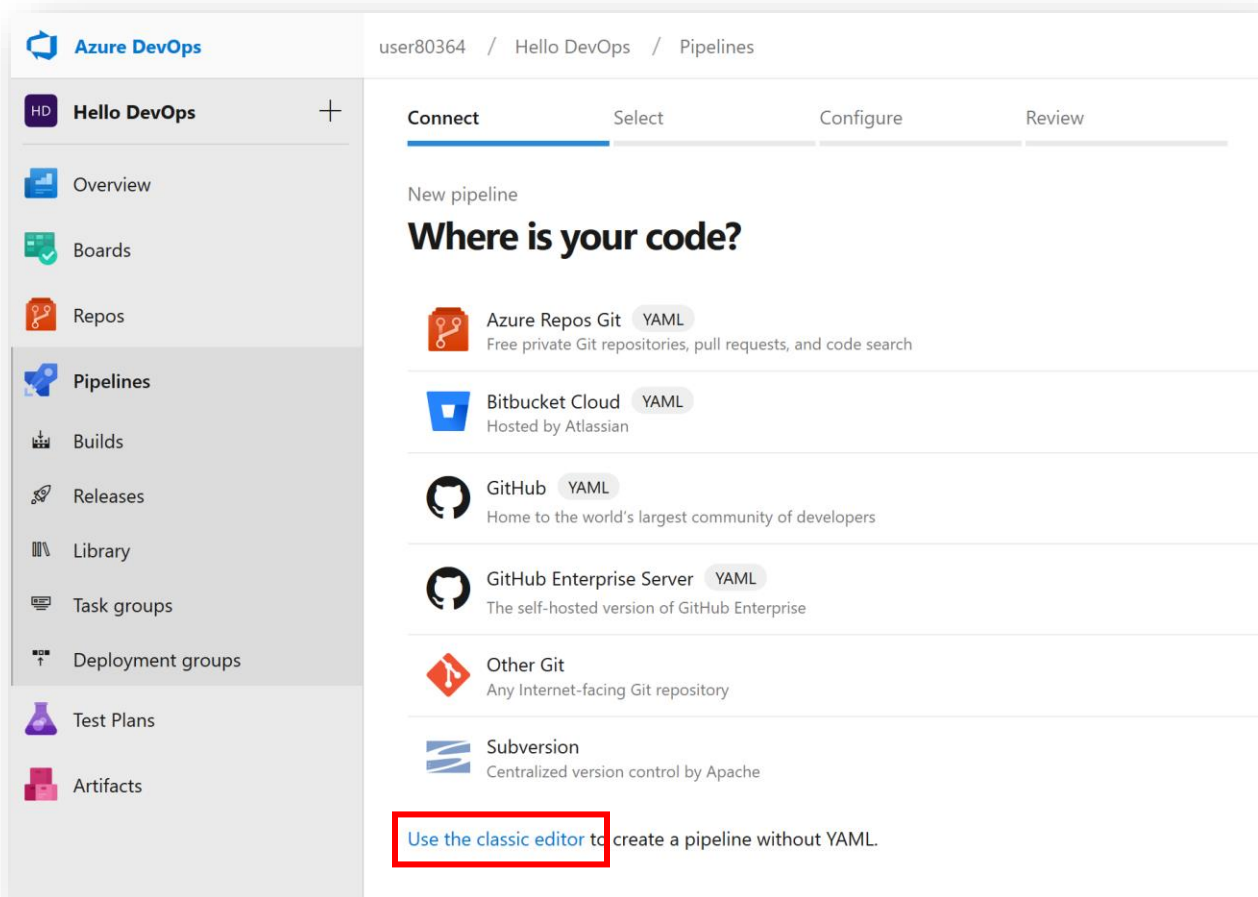 Azure DevOps
user80364 / Hello DevOps / Pipelines
HD Hello DevOps
Overview
Boards
Repos
Pipelines
Builds
Releases
Library
Task groups
Deployment groups
Test Plans
Artifacts
Connect Select Configure Review
New pipeline
Where is your code?
Azure Repos Git YAML
Free private Git repositories, pull requests, and code search
Bitbucket Cloud YAML
Hosted by Atlassian
GitHub YAML
Home to the world's largest community of developers
GitHub Enterprise Server YAML
The self-hosted version of GitHub Enterprise
Other Git
Any Internet-facing Git repository
Subversion
Centralized version control by Apache
Use the classic editor to create a pipeline without YAML.